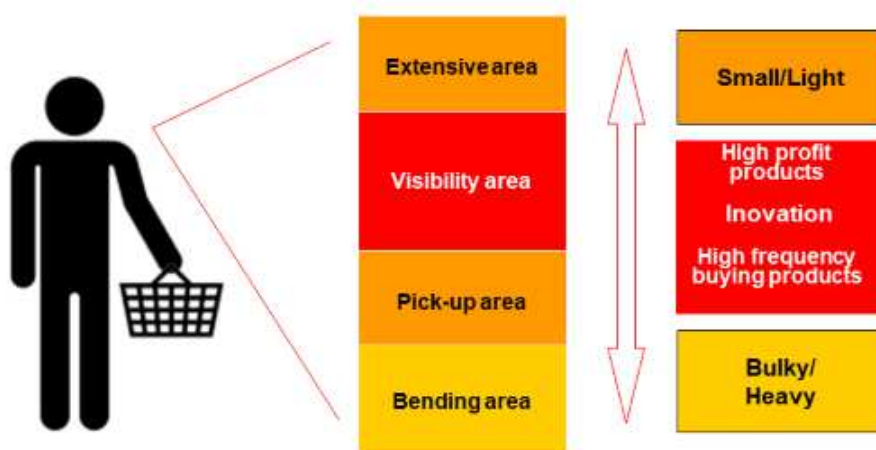 Extensive area
Visibility area
Pick-up area
Bending area
Small/Light
High profit
products
Inovation
High frequency
buying products
Bulky/
Heavy